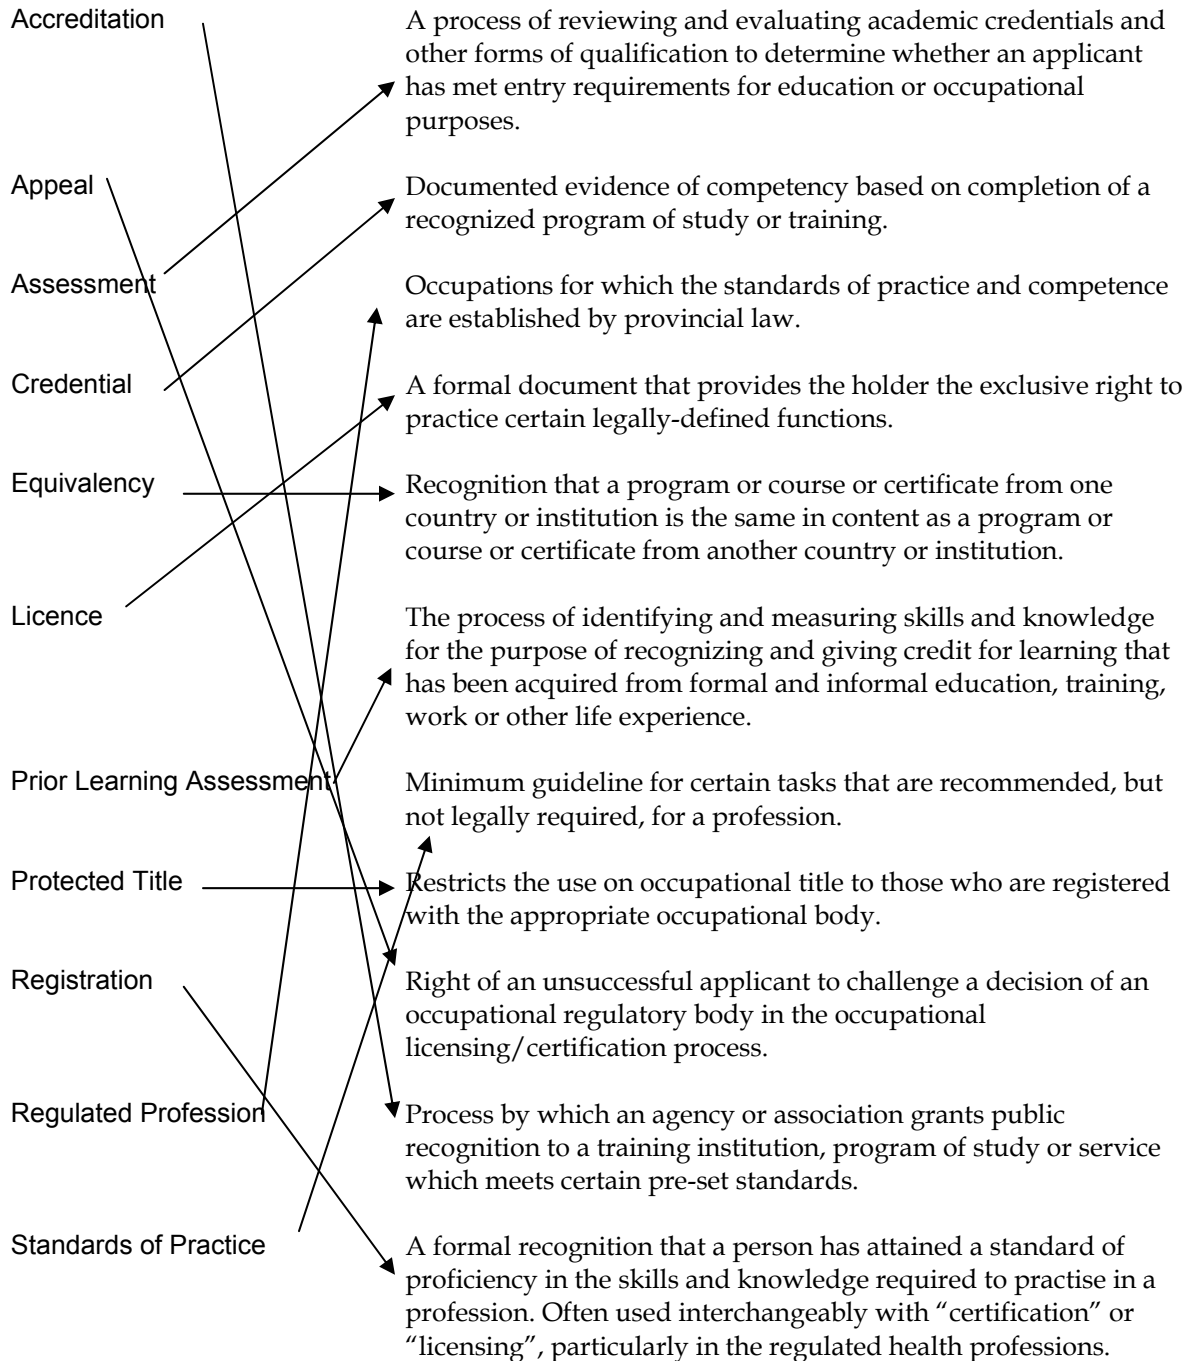 Accreditation
A process of reviewing and evaluating academic credentials and
other forms of qualification to determine whether an applicant
has met entry requirements for education or occupational
purposes.
Appeal
Documented evidence of competency based on completion of a
recognized program of study or training.
Assessment
Occupations for which the standards of practice and competence
are established by provincial law.
Credential
A formal document that provides the holder the exclusive right to
practice certain legally-defined functions.
Equivalency
Recognition that a program or course or certificate from one
country or institution is the same in content as a program or
course or certificate from another country or institution.
Licence
The process of identifying and measuring skills and knowledge
for the purpose of recognizing and giving credit for learning that
has been acquired from formal and informal education, training,
work or other life experience.
Prior Learning Assessment
Minimum guideline for certain tasks that are recommended, but
not legally required, for a profession.
Protected Title
Restricts the use on occupational title to those who are registered
with the appropriate occupational body.
Registration
Right of an unsuccessful applicant to challenge a decision of an
occupational regulatory body in the occupational
licensing/certification process.
Regulated Profession
Process by which an agency or association grants public
recognition to a training institution, program of study or service
which meets certain pre-set standards.
Standards of Practice
A formal recognition that a person has attained a standard of
proficiency in the skills and knowledge required to practise in a
profession. Often used interchangeably with “certification” or
“licensing”, particularly in the regulated health professions.